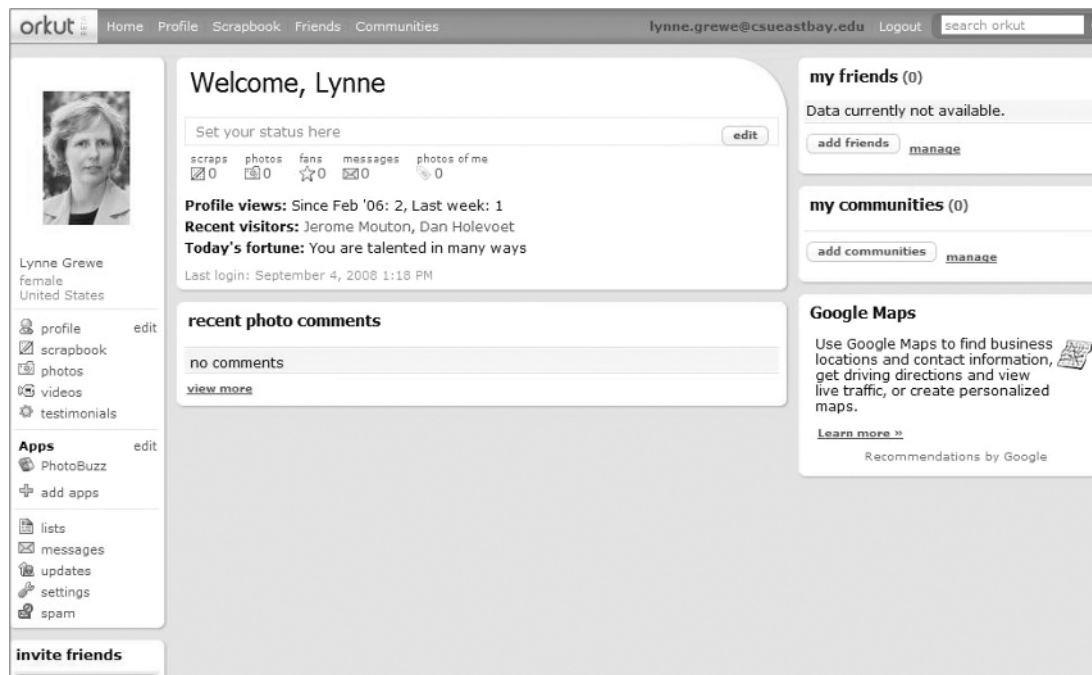 orkut BETA Home Profile Scrapbook Friends Communities lynne.grewe@csueastbay.edu Logout search orkut
Lynne Grewe
female
United States
profile edit
scrapbook
photos
videos
testimonials
Apps edit
PhotoBuzz
add apps
lists
messages
updates
settings
spam
invite friends
Welcome, Lynne
Set your status here edit
scraps photos fans messages photos of me
0 0 0 0 0
Profile views: Since Feb '06: 2, Last week: 1
Recent visitors: Jerome Mouton, Dan Holevoet
Today's fortune: You are talented in many ways
Last login: September 4, 2008 1:18 PM
recent photo comments
no comments
view more
my friends (0)
Data currently not available.
add friends manage
my communities (0)
add communities manage
Google Maps
Use Google Maps to find business
locations and contact information,
get driving directions and view
live traffic, or create personalized
maps.
Learn more »
Recommendations by Google